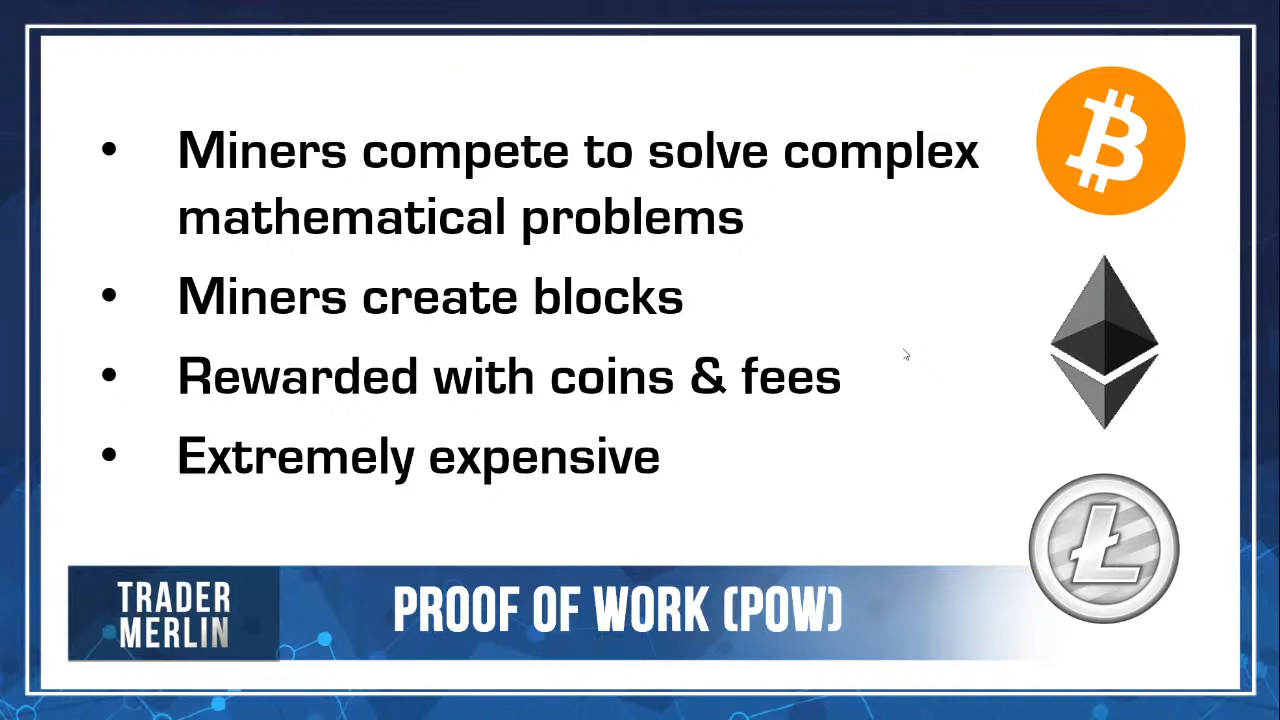 • Miners compete to solve complex
mathematical problems
• Miners create blocks
• Rewarded with coins & fees
• Extremely expensive
TRADER
MERLIN
PROOF OF WORK (POW)